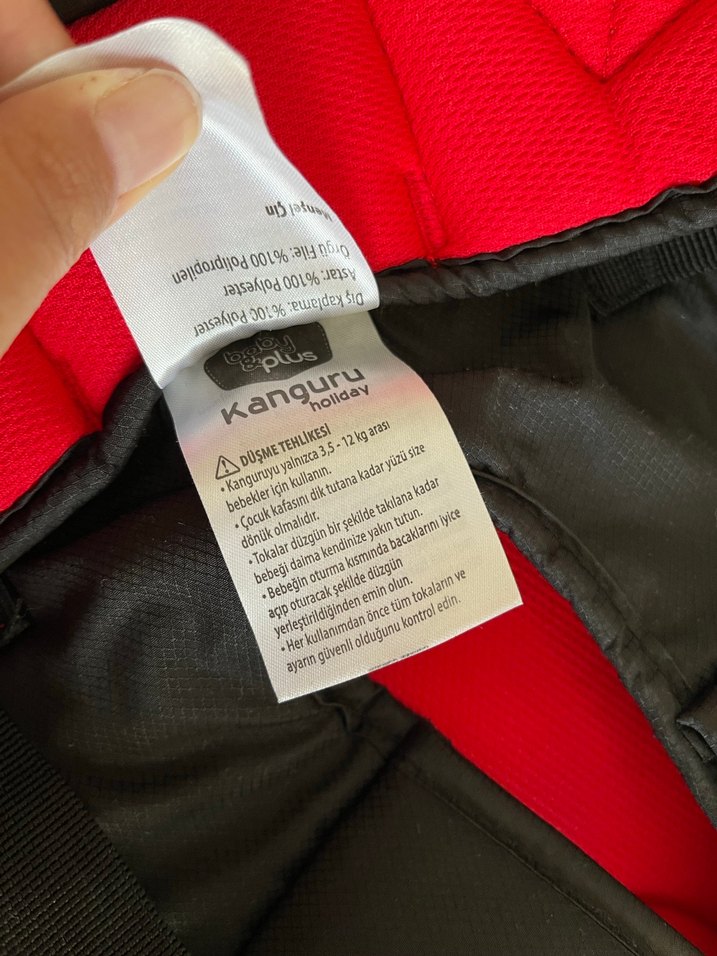 Dış Kaplama: %100 Polyester
Astar: %100 Polyester
Örgü File: %100 Polipropilen
Menşei Çin
baby
&plus
Kanguru
holiday
DÜŞME TEHLİKESİ
• Kanguruyu yalnızca 3,5 - 12 kg arası
bebekler için kullanın.
• Çocuk kafasını dik tutana kadar yüzü size
dönük olmalıdır.
• Tokalar düzgün bir şekilde takılana kadar
bebeği daima kendinize yakın tutun.
• Bebeğin oturma kısmında bacaklarını iyice
açıp oturacak şekilde düzgün
yerleştirildiğinden emin olun.
• Her kullanımdan önce tüm tokaların ve
ayarın güvenli olduğunu kontrol edin.